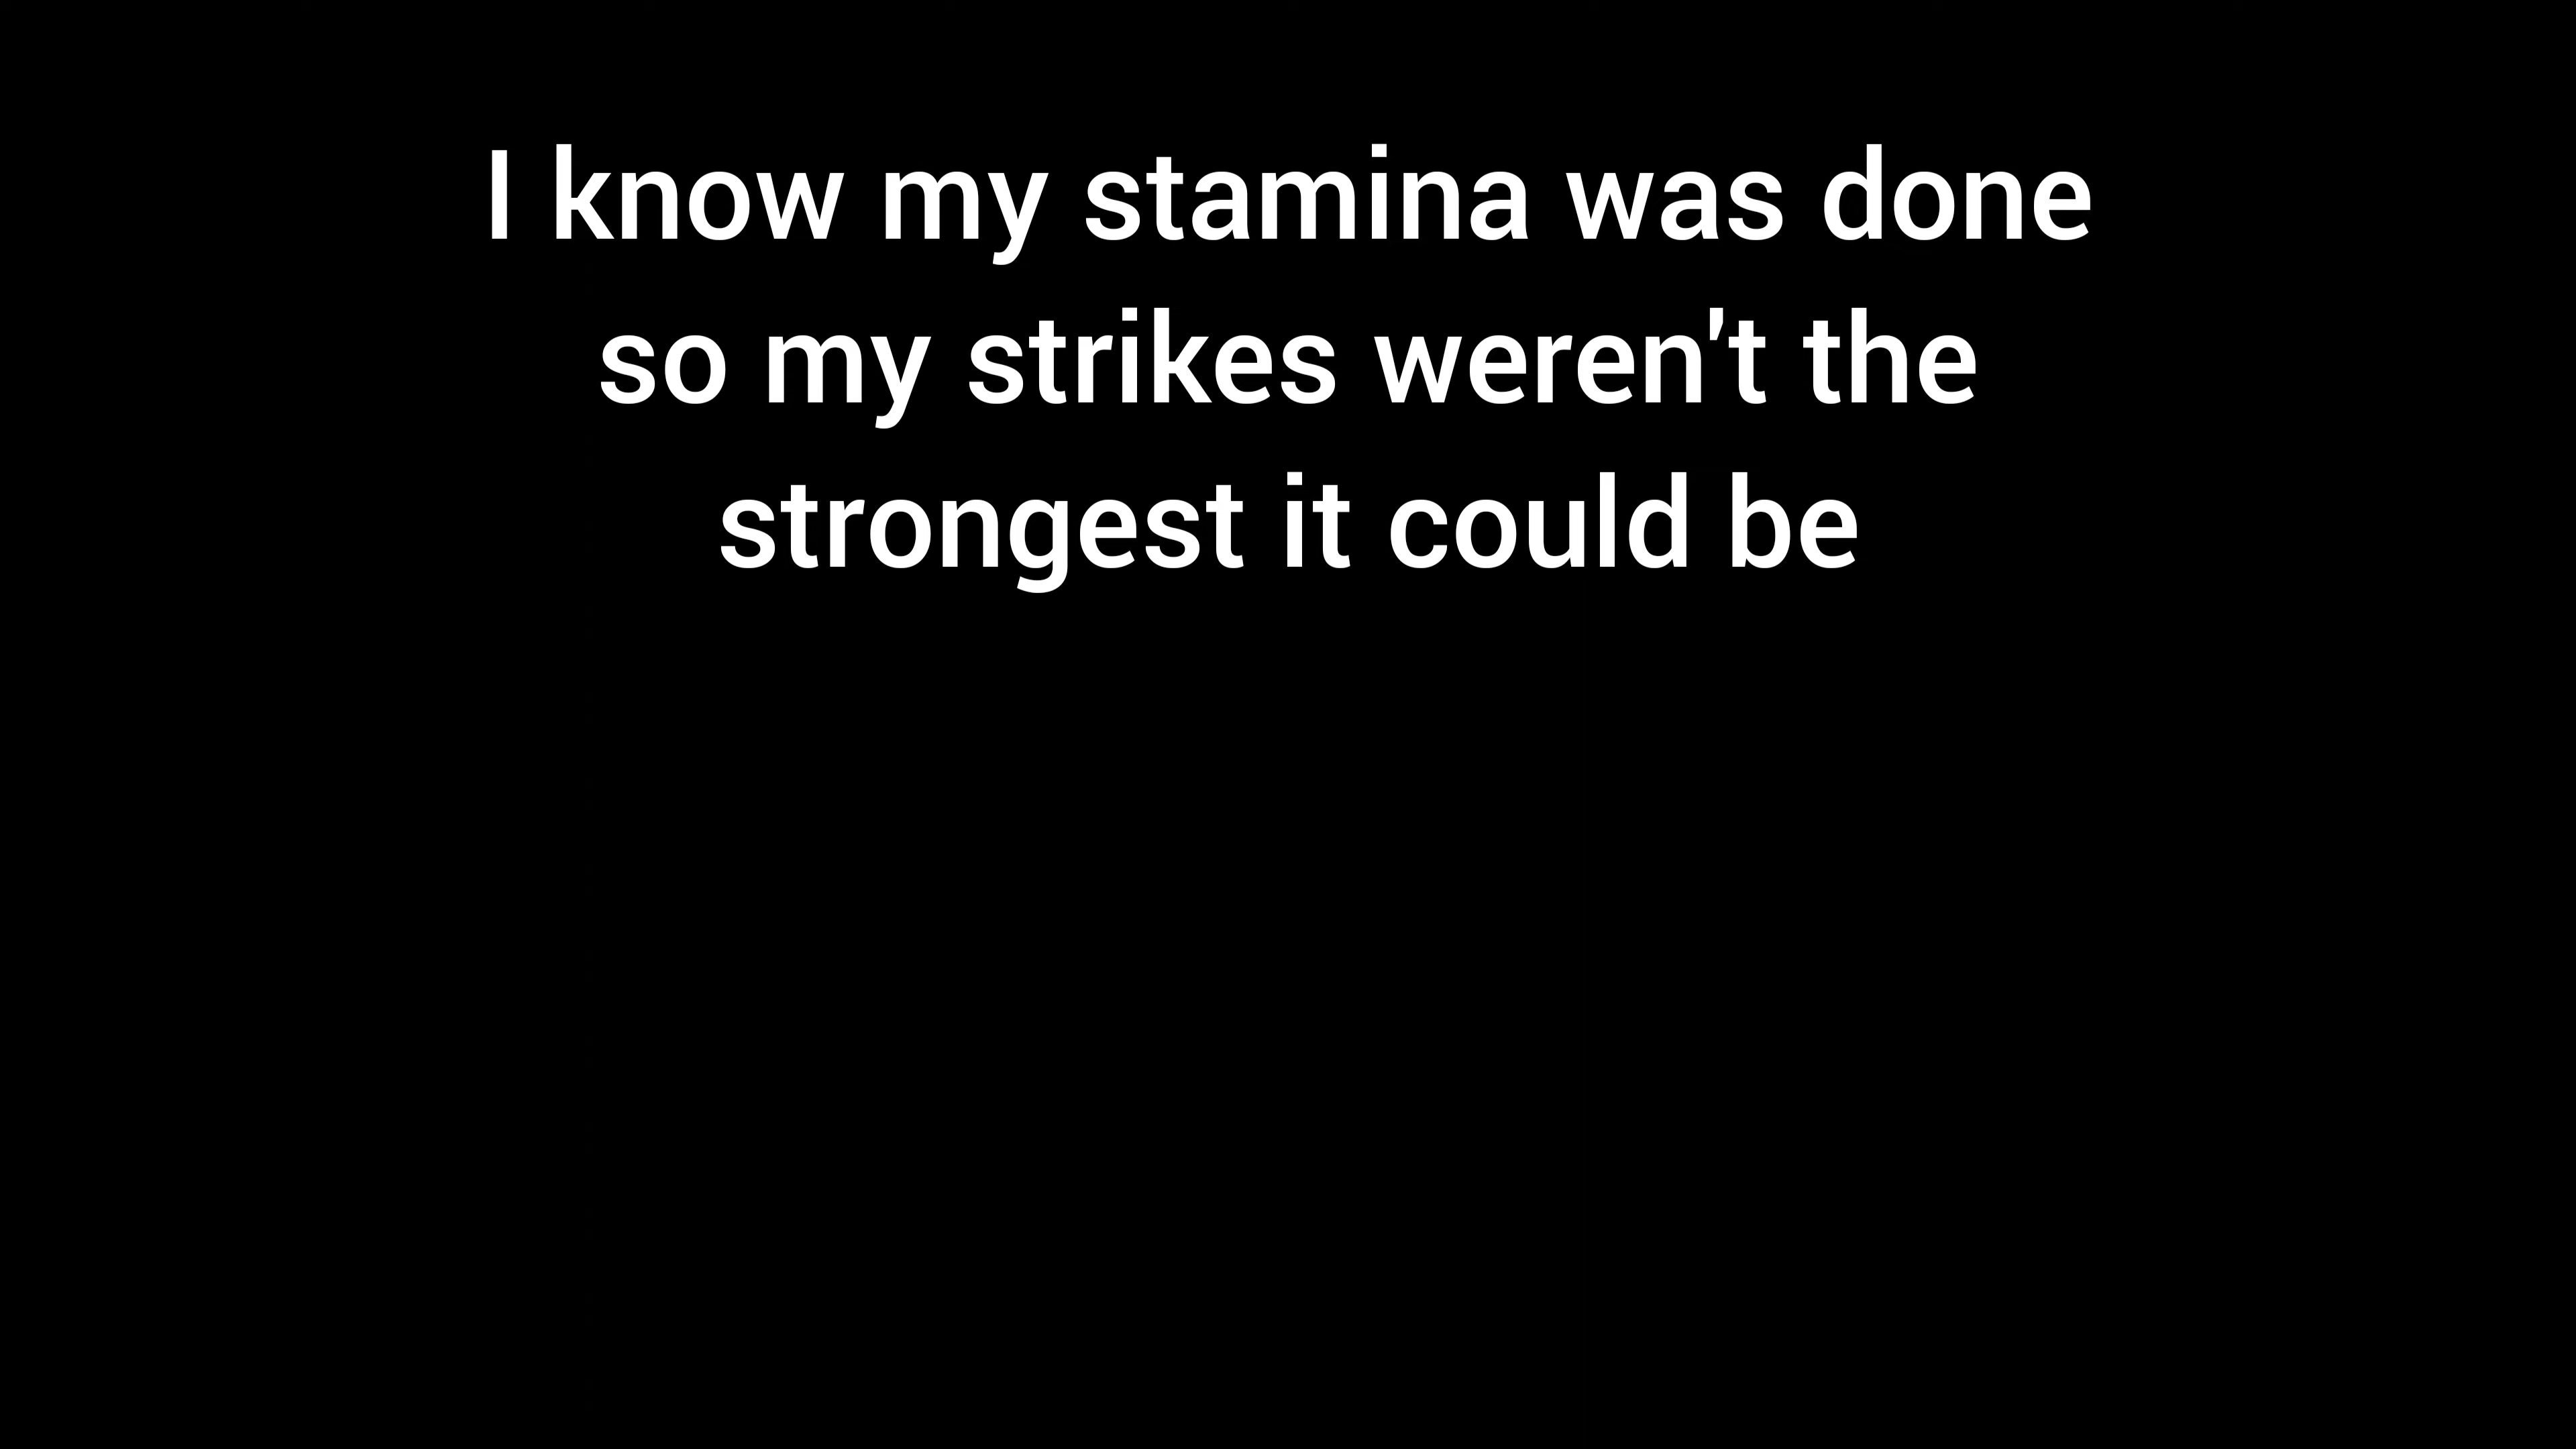 I know my stamina was done
so my strikes weren't the
strongest it could be